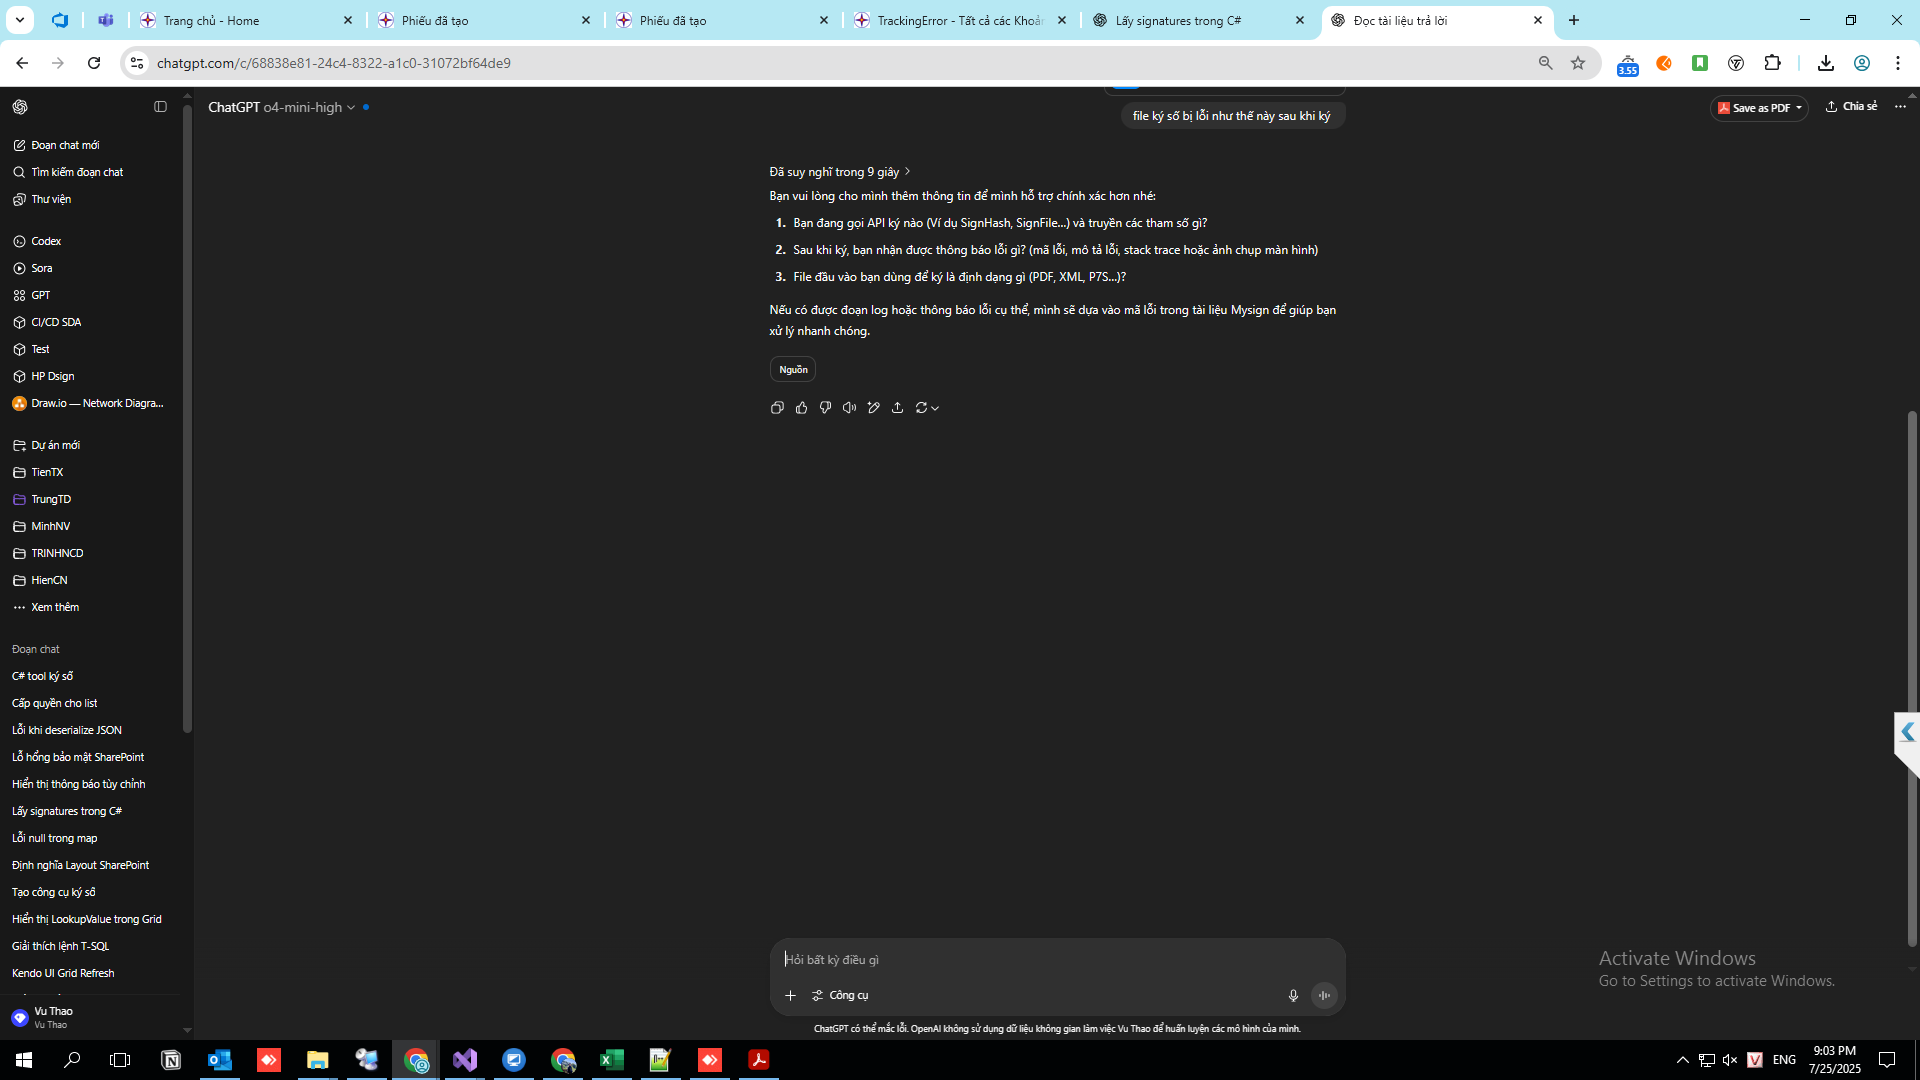 Trang chủ - Home
Phiếu đã tạo
Phiếu đã tạo
TrackingError - Tất cả các Khoản
Lấy signatures trong C#
Đọc tài liệu trả lời
chatgpt.com/c/68838e81-24c4-8322-a1c0-31072bf64de9
3.55
ChatGPT o4-mini-high
Save as PDF
Chia sẻ
Đoạn chat mới
Tìm kiếm đoạn chat
Thư viện
Codex
Sora
GPT
CI/CD SDA
Test
HP Dsign
Draw.io — Network Diagra...
Dự án mới
TienTX
TrungTD
MinhNV
TRINHNCD
HienCN
Xem thêm
Đoạn chat
C# tool ký số
Cấp quyền cho list
Lỗi khi deserialize JSON
Lỗ hổng bảo mật SharePoint
Hiển thị thông báo tùy chỉnh
Lấy signatures trong C#
Lỗi null trong map
Định nghĩa Layout SharePoint
Tạo công cụ ký số
Hiển thị LookupValue trong Grid
Giải thích lệnh T-SQL
Kendo UI Grid Refresh
Vu Thao
Vu Thao
file ký số bị lỗi như thế này sau khi ký
Đã suy nghĩ trong 9 giây
Bạn vui lòng cho mình thêm thông tin để mình hỗ trợ chính xác hơn nhé:
1. Bạn đang gọi API ký nào (Ví dụ SignHash, SignFile...) và truyền các tham số gì?
2. Sau khi ký, bạn nhận được thông báo lỗi gì? (mã lỗi, mô tả lỗi, stack trace hoặc ảnh chụp màn hình)
3. File đầu vào bạn dùng để ký là định dạng gì (PDF, XML, P7S...)?
Nếu có được đoạn log hoặc thông báo lỗi cụ thể, mình sẽ dựa vào mã lỗi trong tài liệu Mysign để giúp bạn
xử lý nhanh chóng.
Nguồn
Hỏi bất kỳ điều gì
Công cụ
ChatGPT có thể mắc lỗi. OpenAI không sử dụng dữ liệu không gian làm việc Vu Thao để huấn luyện các mô hình của mình.
Activate Windows
Go to Settings to activate Windows.
ENG
9:03 PM
7/25/2025